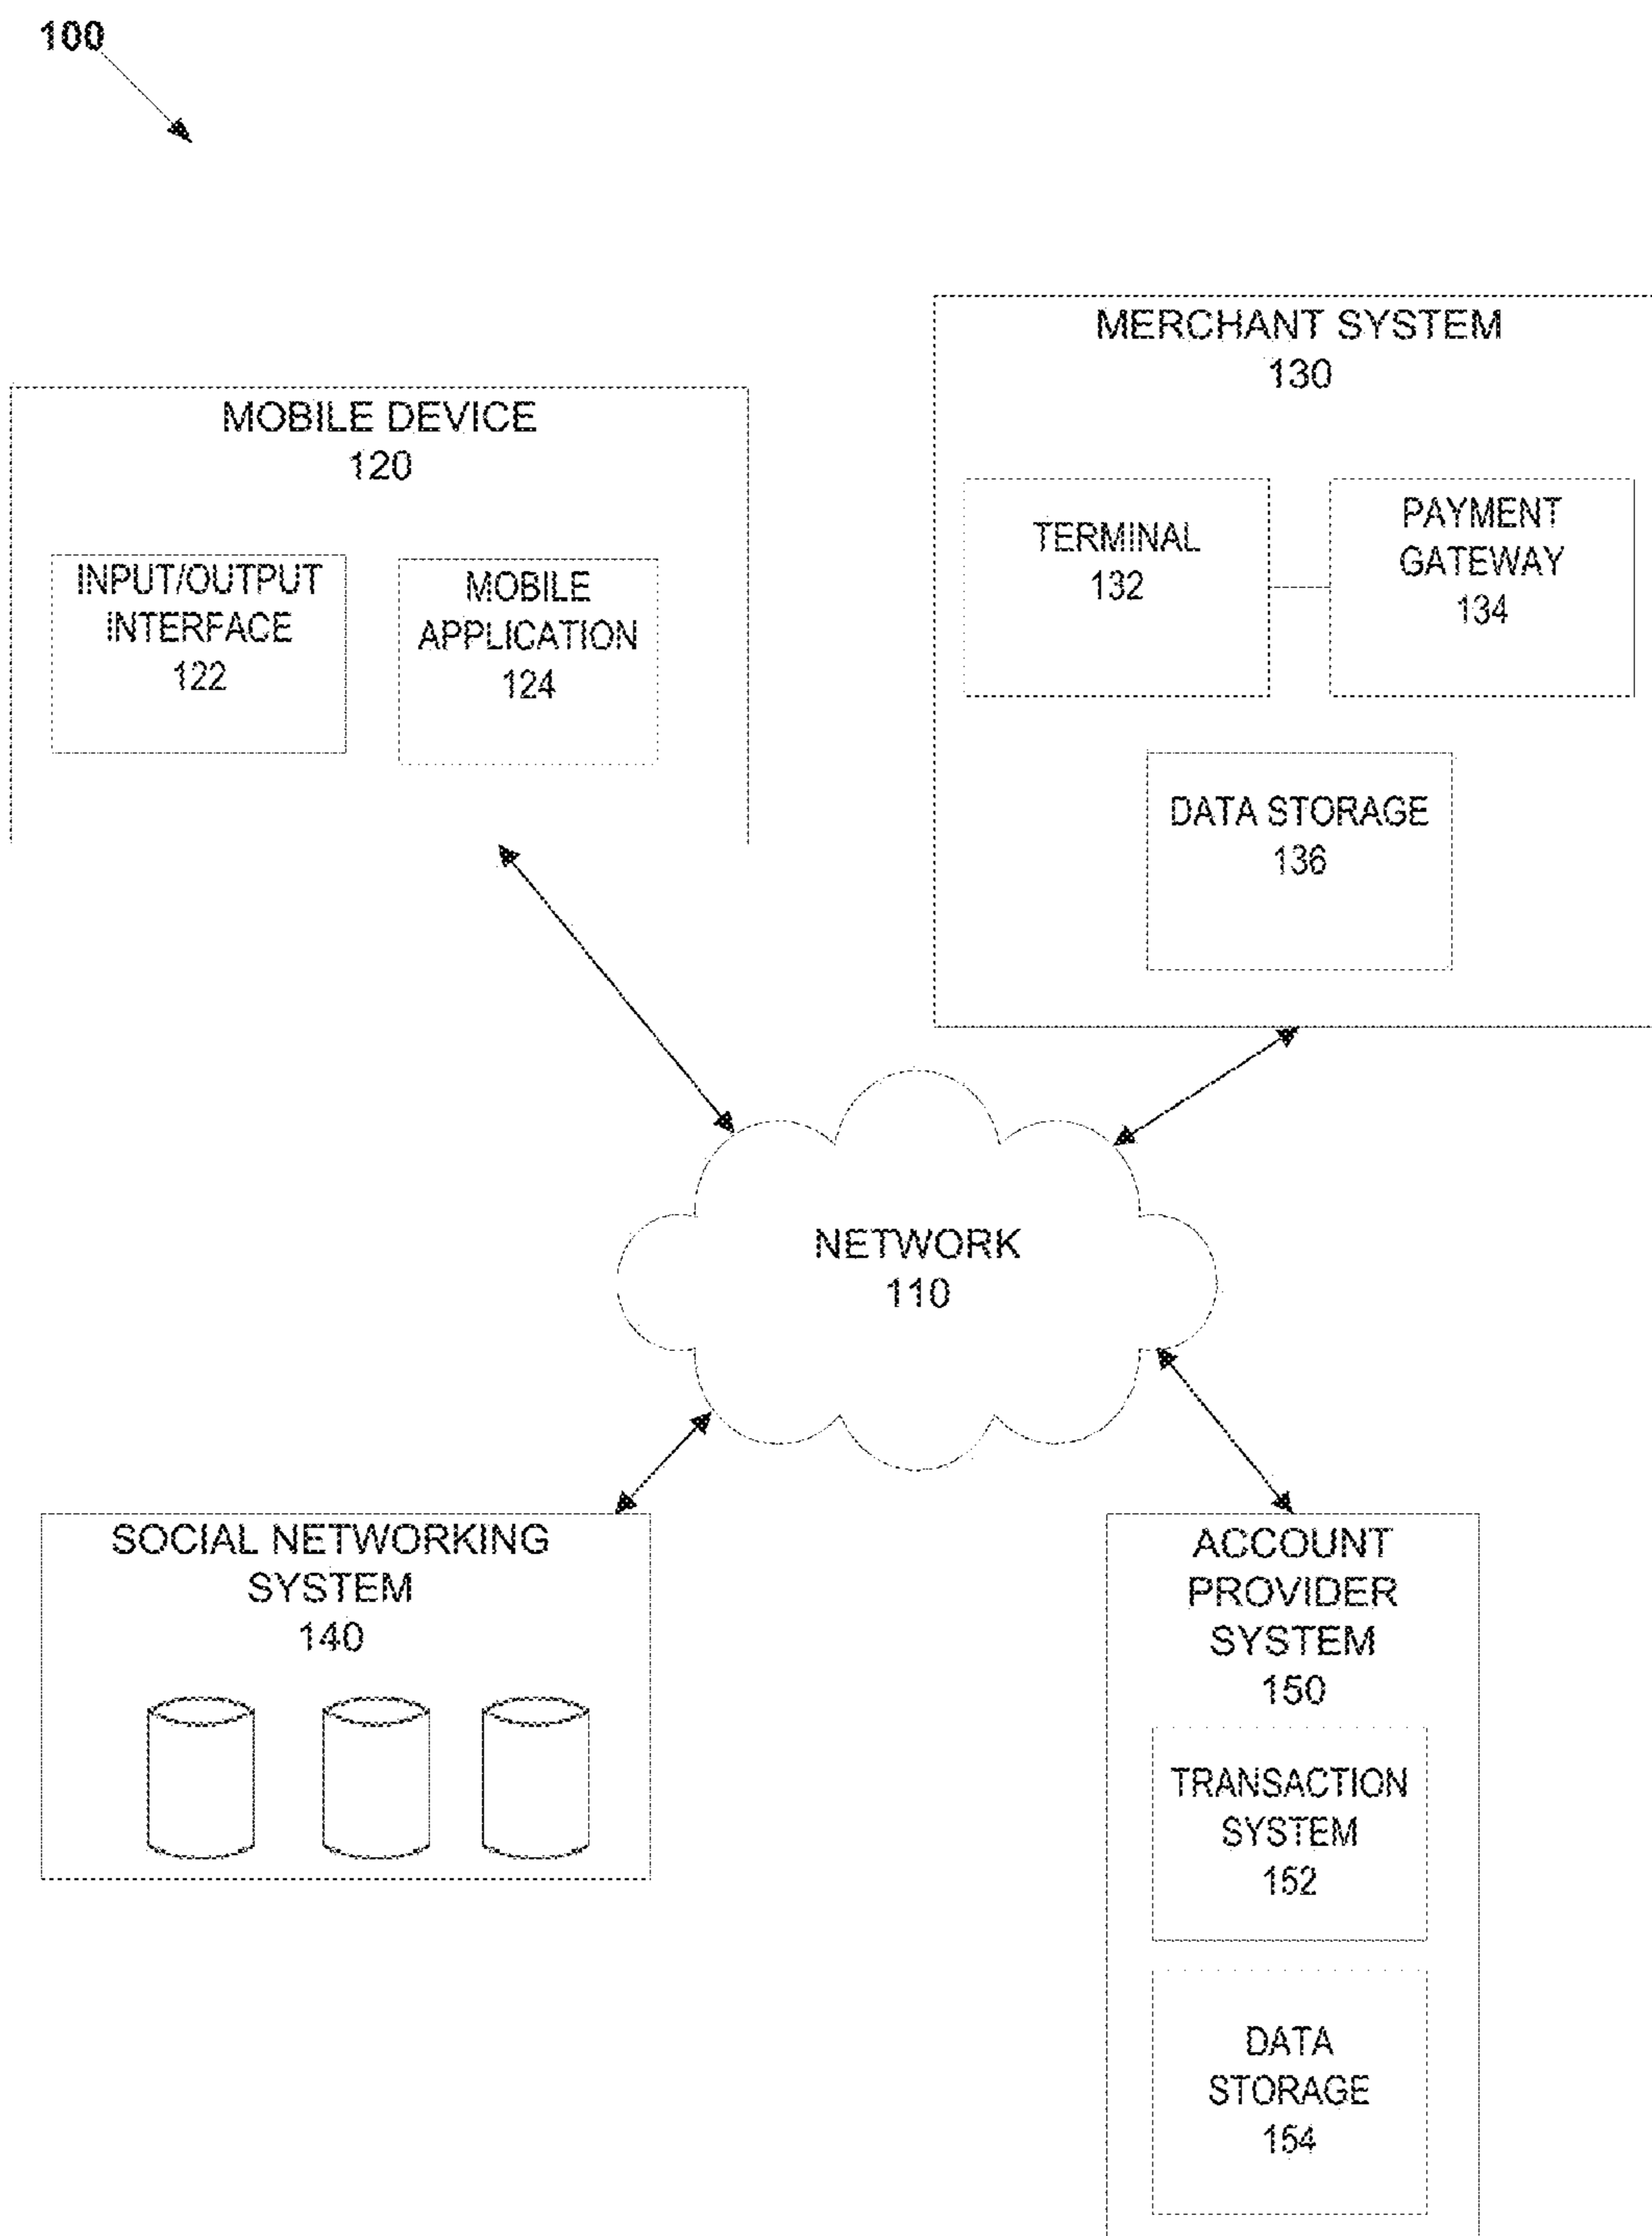 100
MERCHANT SYSTEM
130
MOBILE DEVICE
120
TERMINAL
132
PAYMENT
GATEWAY
134
INPUT/OUTPUT
INTERFACE
122
MOBILE
APPLICATION
124
DATA STORAGE
136
NETWORK
110
SOCIAL NETWORKING
SYSTEM
140
ACCOUNT
PROVIDER
SYSTEM
150
TRANSACTION
SYSTEM
152
DATA
STORAGE
154